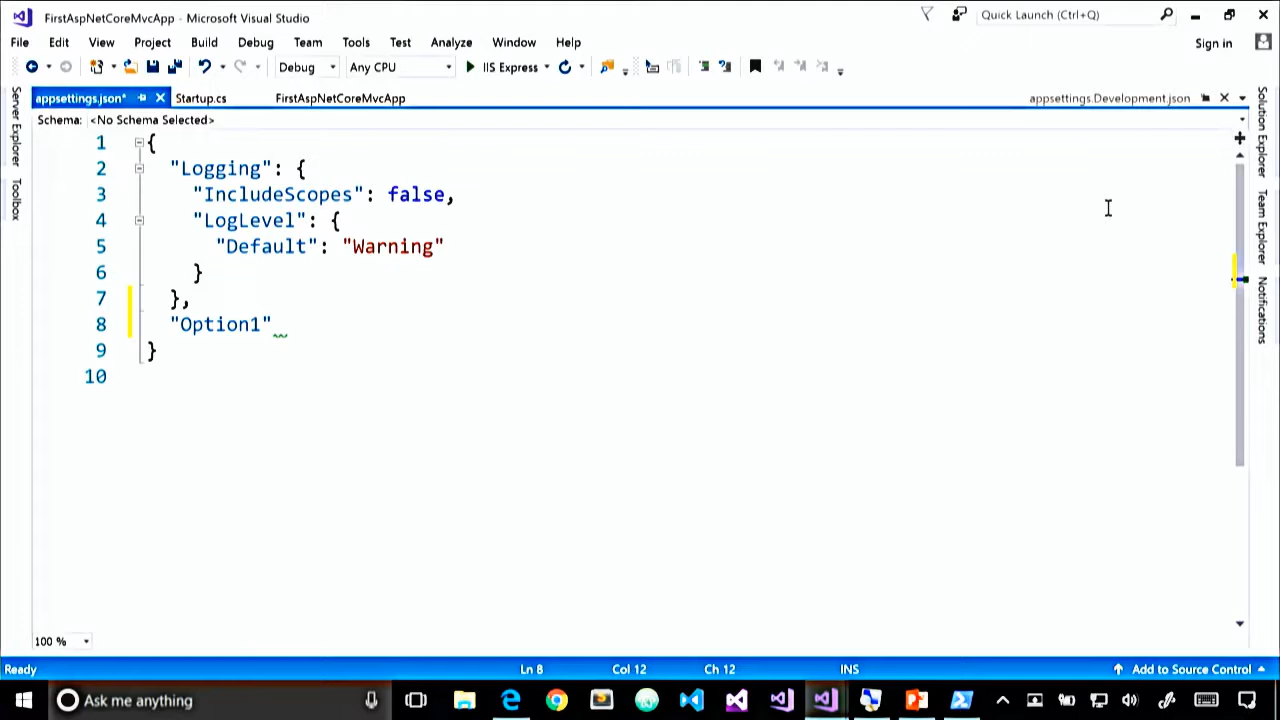 FirstAspNetCoreMvcApp - Microsoft Visual Studio
Quick Launch (Ctrl+Q)
File Edit View Project Build Debug Team Tools Test Analyze Window Help
Sign in
Debug Any CPU IIS Express
appsettings.json* Startup.cs FirstAspNetCoreMvcApp appsettings.Development.json
Schema: <No Schema Selected>
Server Explorer
Toolbox
Solution Explorer
Team Explorer
Notifications
1 {
2 "Logging": {
3 "IncludeScopes": false,
4 "LogLevel": {
5 "Default": "Warning"
6 }
7 },
8 "Option1"
9 }
10
100 %
Ready Ln 8 Col 12 Ch 12 INS Add to Source Control
Ask me anything